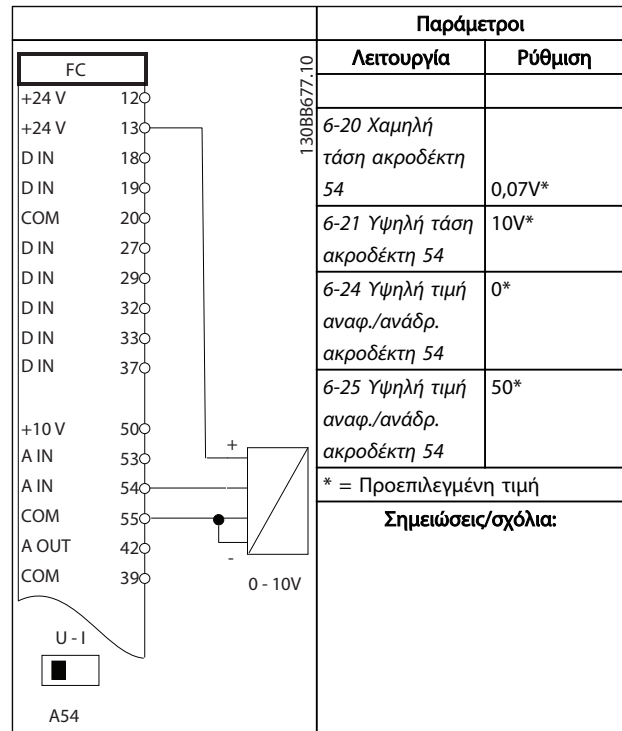 Παράμετροι
Λειτουργία Ρύθμιση
FC
130BB677.10
+24 V 12
+24 V 13
D IN 18
D IN 19
COM 20
D IN 27
D IN 29
D IN 32
D IN 33
D IN 37
+10 V 50
A IN 53
A IN 54
COM 55
A OUT 42
COM 39
+
-
0 - 10V
U - I
A54
6-20 Χαμηλή
τάση ακροδέκτη
54 0,07V*
6-21 Υψηλή τάση 10V*
ακροδέκτη 54
6-24 Υψηλή τιμή 0*
αναφ./ανάδρ.
ακροδέκτη 54
6-25 Υψηλή τιμή 50*
αναφ./ανάδρ.
ακροδέκτη 54
* = Προεπιλεγμένη τιμή
Σημειώσεις/σχόλια: